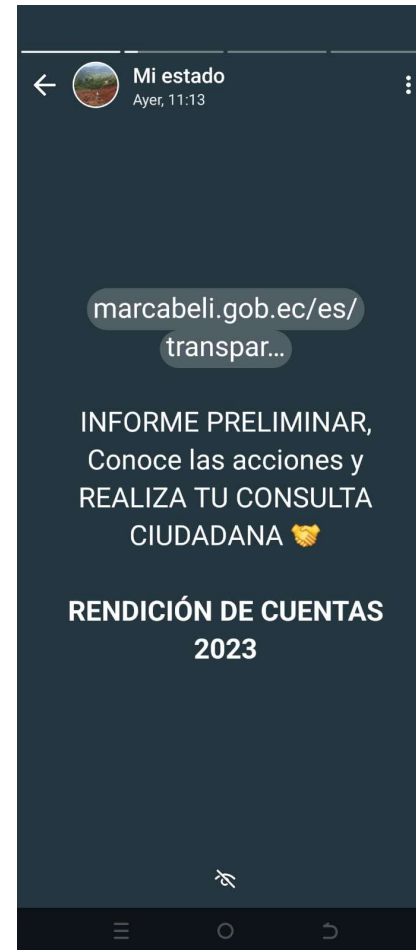 Mi estado
Ayer, 11:13
marcabeli.gob.ec/es/
transpar...
INFORME PRELIMINAR,
Conoce las acciones y
REALIZA TU CONSULTA
CIUDADANA 🤝
RENDICIÓN DE CUENTAS
2023